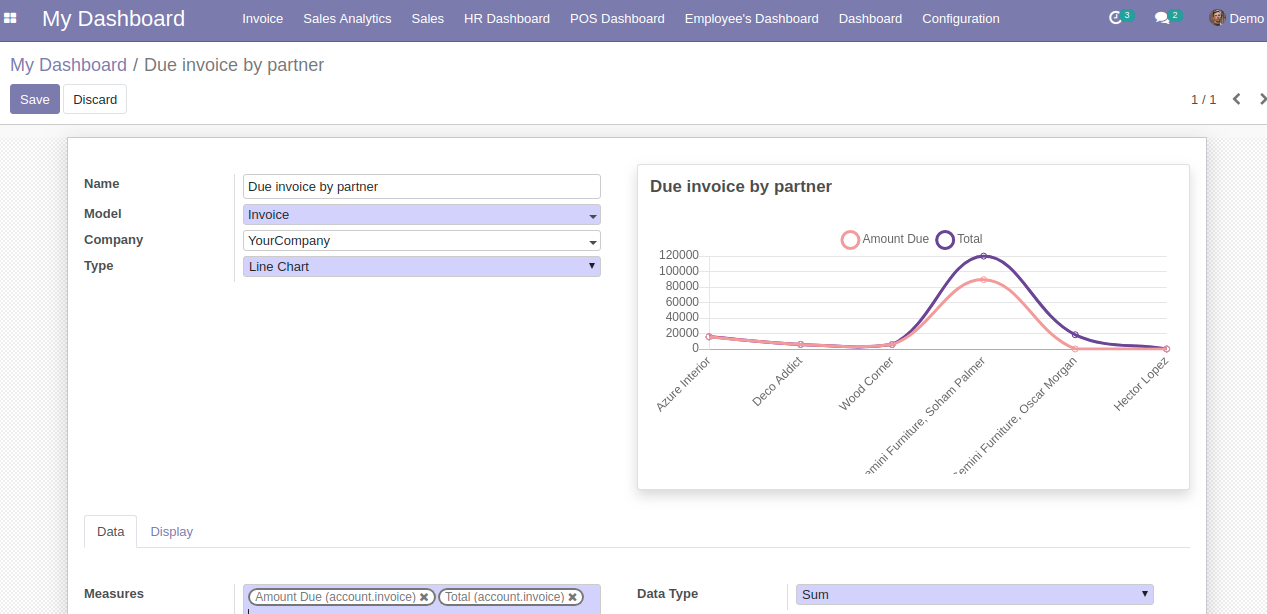 My Dashboard Invoice Sales Analytics Sales HR Dashboard POS Dashboard Employee's Dashboard Dashboard Configuration 3 2 Demo
My Dashboard / Due invoice by partner
Save Discard 1 / 1
Name Due invoice by partner
Model Invoice
Company YourCompany
Type Line Chart
Due invoice by partner
Amount Due Total
120000
100000
80000
60000
40000
20000
0
Azure Interior
Deco Addict
Wood Corner
emini Furniture, Soham Palmer
Gemini Furniture, Oscar Morgan
Hector Lopez
Data Display
Measures Amount Due (account.invoice) Total (account.invoice)
Data Type Sum